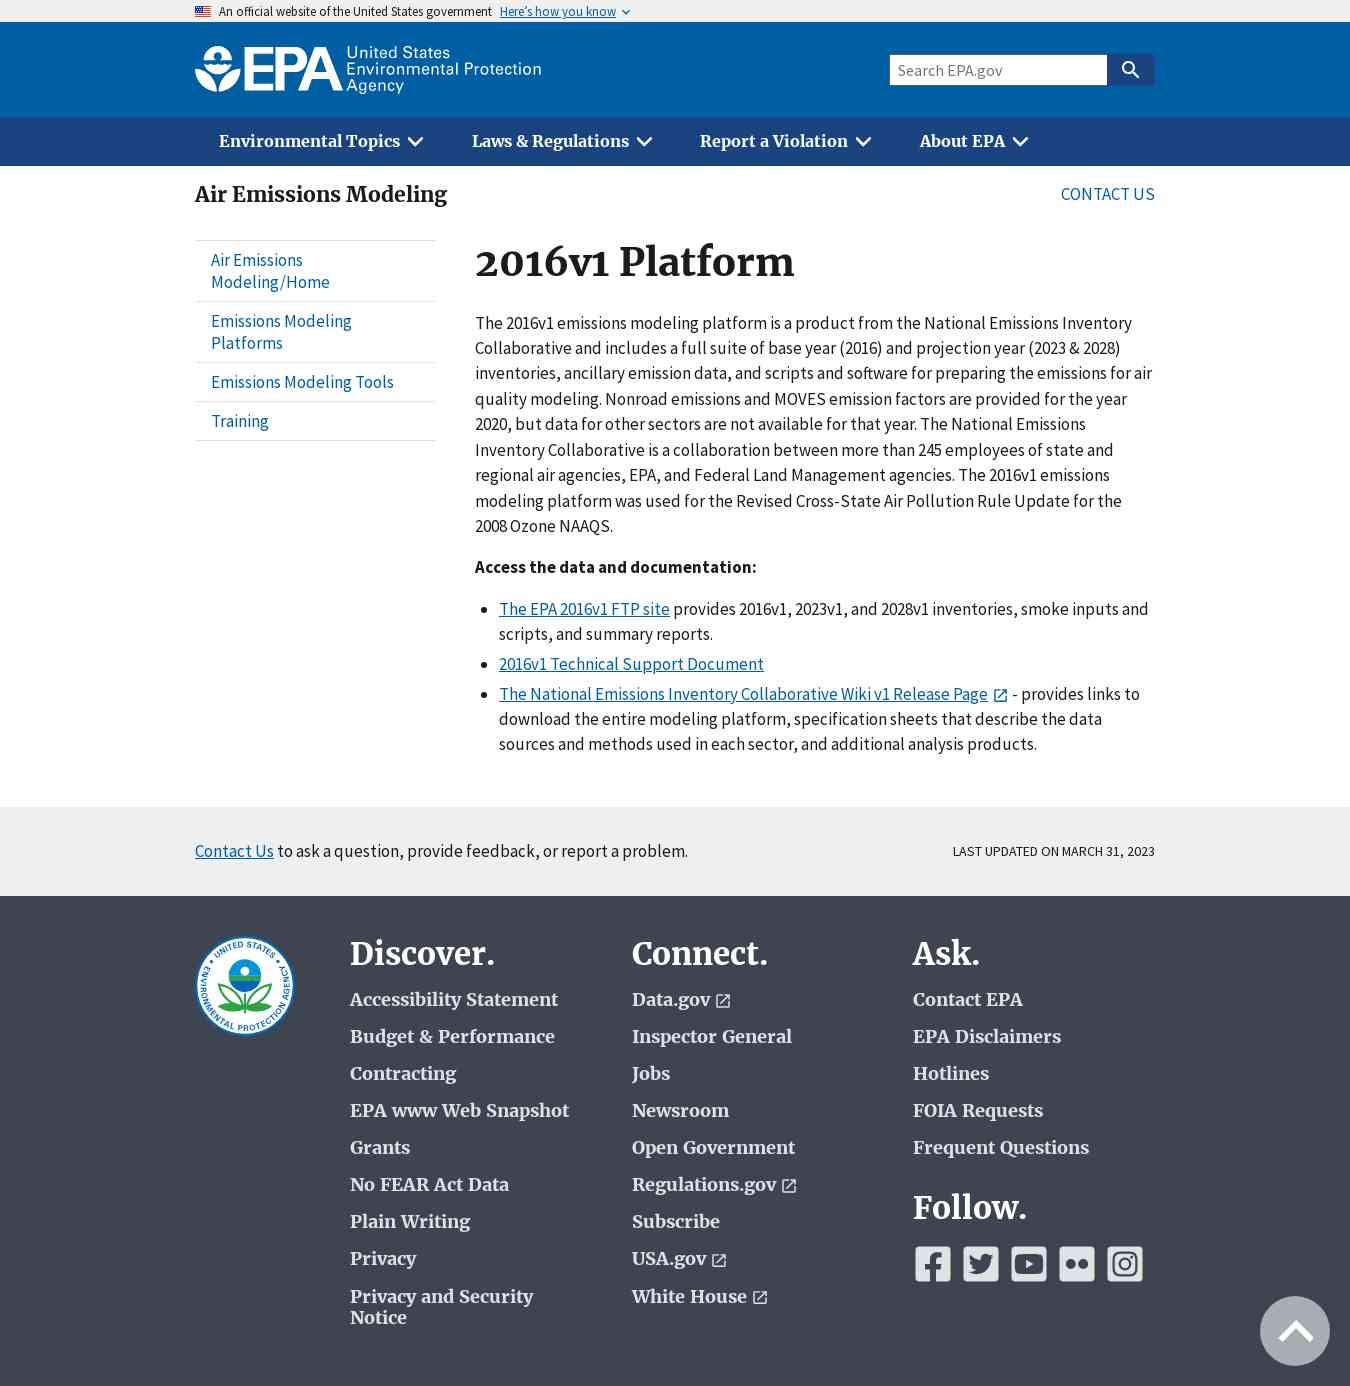 An official website of the United States government Here's how you know
EPA United States
Environmental Protection
Agency
Search EPA.gov
Environmental Topics Laws & Regulations Report a Violation About EPA
Air Emissions Modeling CONTACT US
Air Emissions
Modeling/Home
Emissions Modeling
Platforms
Emissions Modeling Tools
Training
2016v1 Platform
The 2016v1 emissions modeling platform is a product from the National Emissions Inventory
Collaborative and includes a full suite of base year (2016) and projection year (2023 & 2028)
inventories, ancillary emission data, and scripts and software for preparing the emissions for air
quality modeling. Nonroad emissions and MOVES emission factors are provided for the year
2020, but data for other sectors are not available for that year. The National Emissions
Inventory Collaborative is a collaboration between more than 245 employees of state and
regional air agencies, EPA, and Federal Land Management agencies. The 2016v1 emissions
modeling platform was used for the Revised Cross-State Air Pollution Rule Update for the
2008 Ozone NAAQS.
Access the data and documentation:
The EPA 2016v1 FTP site provides 2016v1, 2023v1, and 2028v1 inventories, smoke inputs and
scripts, and summary reports.
2016v1 Technical Support Document
The National Emissions Inventory Collaborative Wiki v1 Release Page - provides links to
download the entire modeling platform, specification sheets that describe the data
sources and methods used in each sector, and additional analysis products.
Contact Us to ask a question, provide feedback, or report a problem. LAST UPDATED ON MARCH 31, 2023
UNITED STATES
ENVIRONMENTAL PROTECTION AGENCY
Discover.
Accessibility Statement
Budget & Performance
Contracting
EPA www Web Snapshot
Grants
No FEAR Act Data
Plain Writing
Privacy
Privacy and Security
Notice
Connect.
Data.gov
Inspector General
Jobs
Newsroom
Open Government
Regulations.gov
Subscribe
USA.gov
White House
Ask.
Contact EPA
EPA Disclaimers
Hotlines
FOIA Requests
Frequent Questions
Follow.